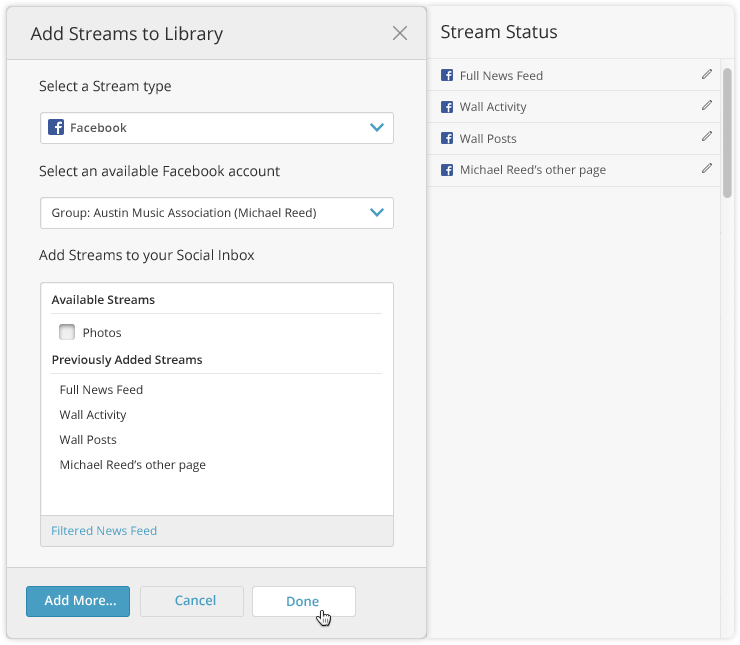 Add Streams to Library
Select a Stream type
Facebook
Select an available Facebook account
Group: Austin Music Association (Michael Reed)
Add Streams to your Social Inbox
Available Streams
Photos
Previously Added Streams
Full News Feed
Wall Activity
Wall Posts
Michael Reed's other page
Filtered News Feed
Add More...
Cancel
Done
Stream Status
Full News Feed
Wall Activity
Wall Posts
Michael Reed's other page